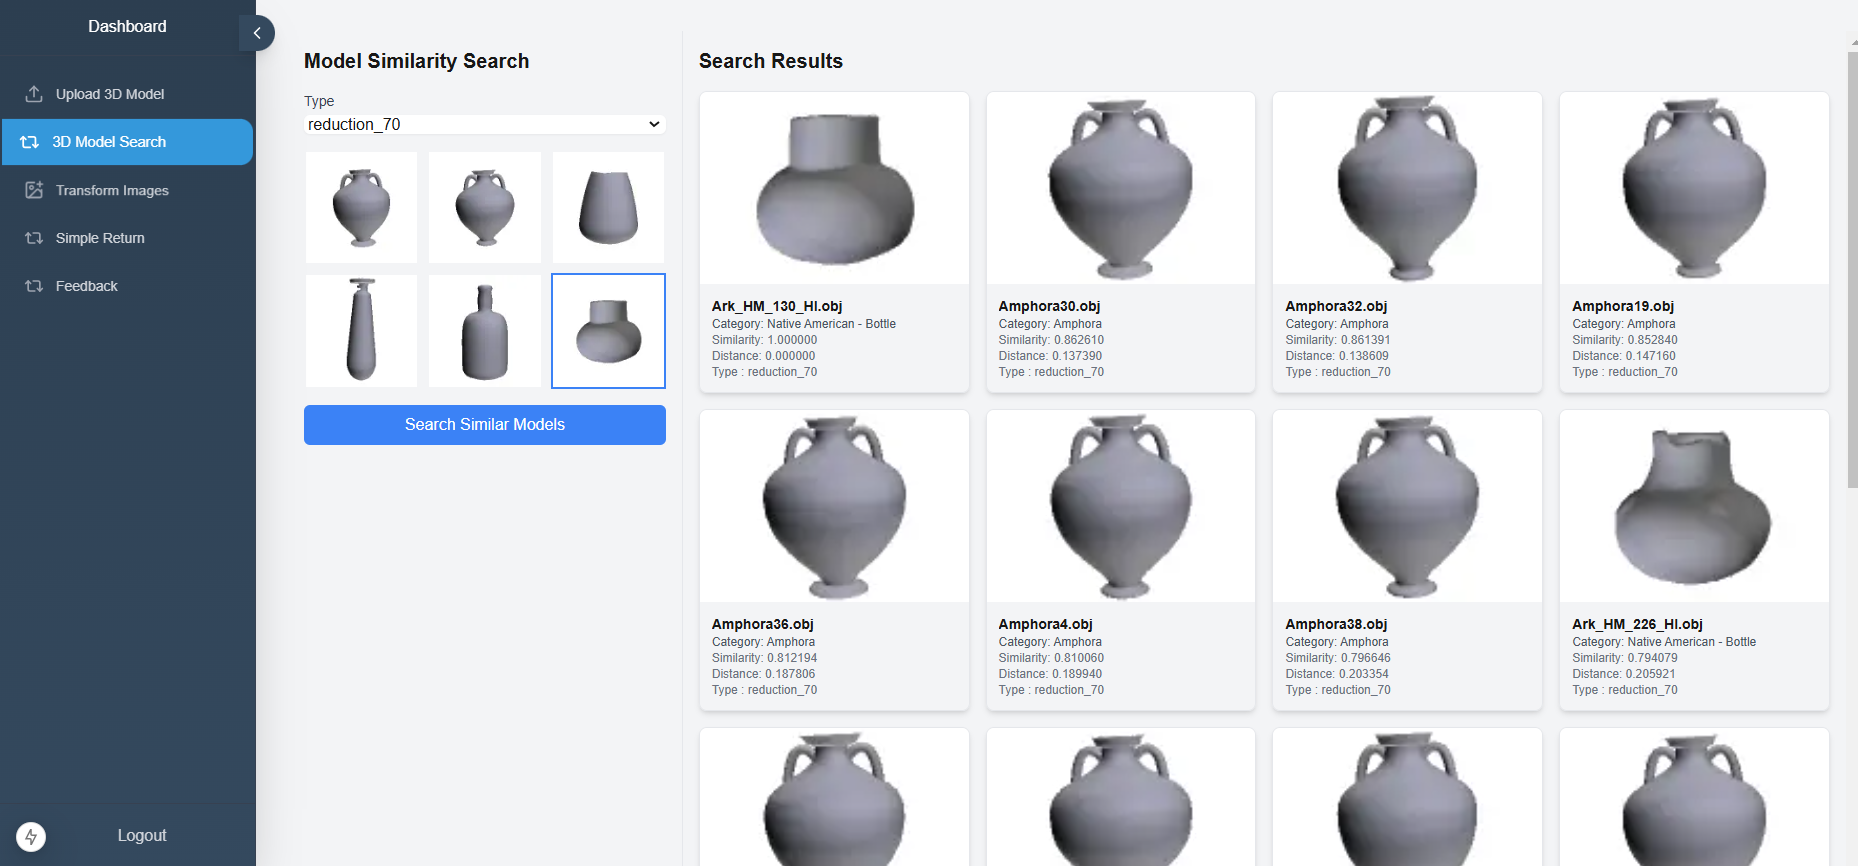 Dashboard
Upload 3D Model
3D Model Search
Transform Images
Simple Return
Feedback
Logout
Model Similarity Search
Type
reduction_70
Search Similar Models
Search Results
Ark_HM_130_HI.obj
Category: Native American - Bottle
Similarity: 1.000000
Distance: 0.000000
Type : reduction_70
Amphora30.obj
Category: Amphora
Similarity: 0.862610
Distance: 0.137390
Type : reduction_70
Amphora32.obj
Category: Amphora
Similarity: 0.861391
Distance: 0.138609
Type : reduction_70
Amphora19.obj
Category: Amphora
Similarity: 0.852840
Distance: 0.147160
Type : reduction_70
Amphora36.obj
Category: Amphora
Similarity: 0.812194
Distance: 0.187806
Type : reduction_70
Amphora4.obj
Category: Amphora
Similarity: 0.810060
Distance: 0.189940
Type : reduction_70
Amphora38.obj
Category: Amphora
Similarity: 0.796646
Distance: 0.203354
Type : reduction_70
Ark_HM_226_HI.obj
Category: Native American - Bottle
Similarity: 0.794079
Distance: 0.205921
Type : reduction_70